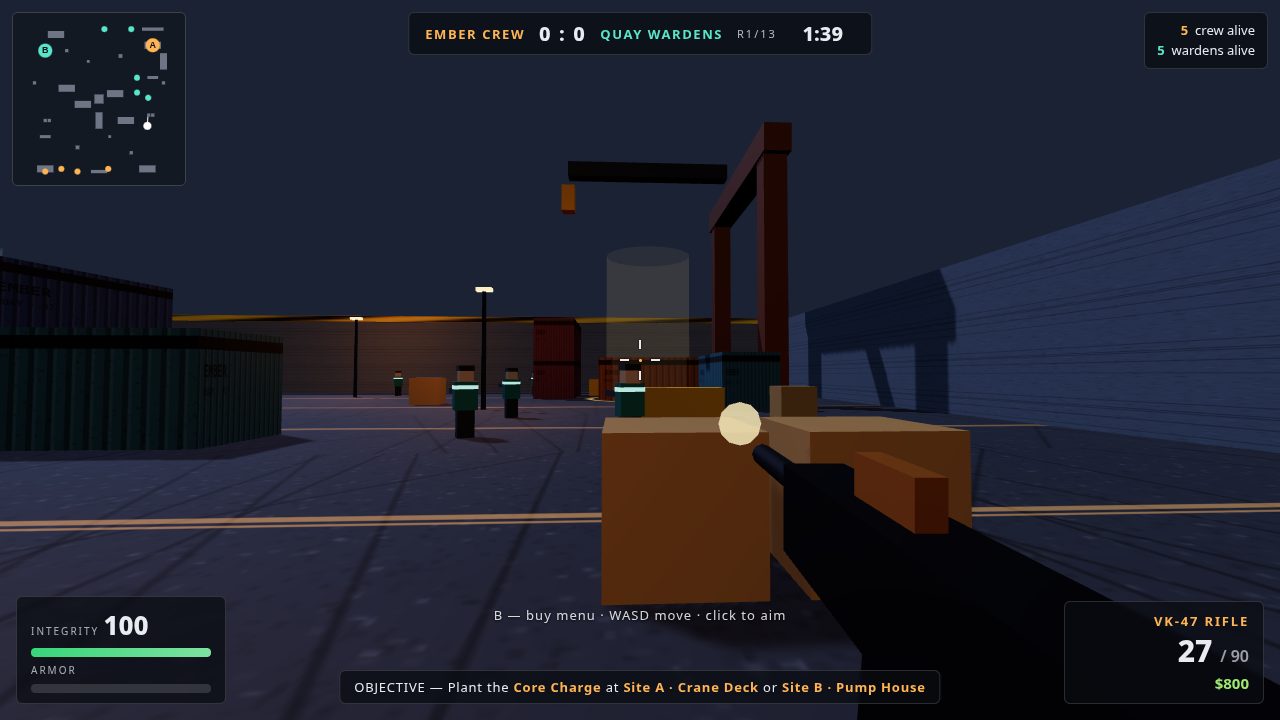 B
A
EMBER CREW 0 : 0 QUAY WARDENS R1/13 1:39
5 crew alive
5 wardens alive
INTEGRITY 100
ARMOR
B — buy menu · WASD move · click to aim
OBJECTIVE — Plant the Core Charge at Site A · Crane Deck or Site B · Pump House
VK-47 RIFLE
27 / 90
$800